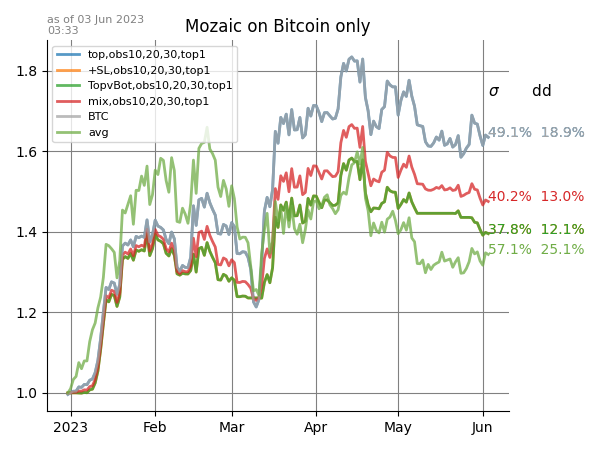 as of 03 Jun 2023
03:33
Mozaic on Bitcoin only
top,obs10,20,30,top1
+SL,obs10,20,30,top1
TopvBot,obs10,20,30,top1
mix,obs10,20,30,top1
BTC
avg
σ dd
49.1% 18.9%
40.2% 13.0%
37.8% 12.1%
57.1% 25.1%
1.8
1.6
1.4
1.2
1.0
2023 Feb Mar Apr May Jun